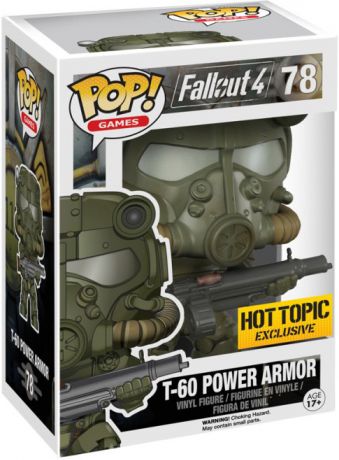 POP!
GAMES
Fallout 4
78
HOT TOPIC
EXCLUSIVE
T-60 POWER ARMOR
VINYL FIGURE / FIGURINE EN VINYLE /
FIGURA DE VINIL
WARNING! Choking Hazard.
May contain small parts.
AGE
17+
POP!
GAMES
T-60 POWER ARMOR
78